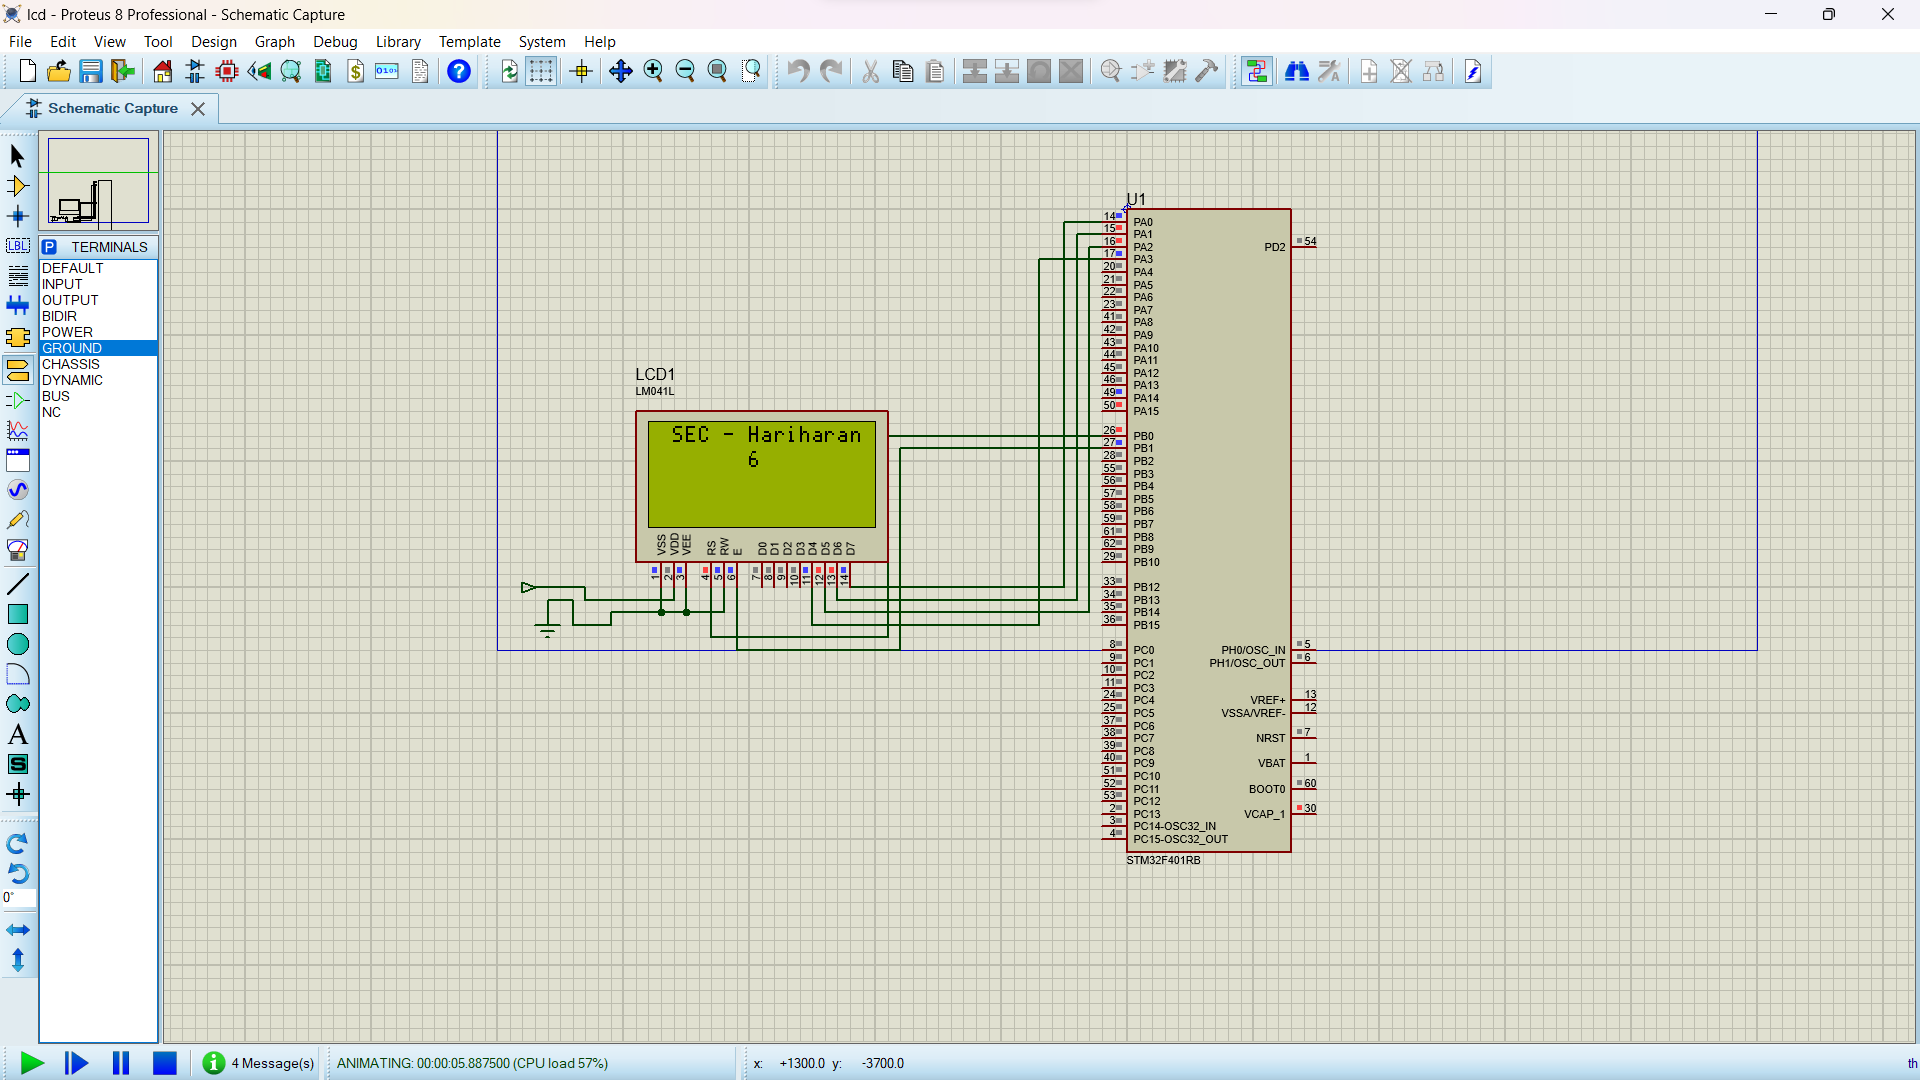 lcd - Proteus 8 Professional - Schematic Capture
File Edit View Tool Design Graph Debug Library Template System Help
Schematic Capture
P TERMINALS
DEFAULT
INPUT
OUTPUT
BIDIR
POWER
GROUND
CHASSIS
DYNAMIC
BUS
NC
LBL
A
S
0°
U1
14 PA0
15 PA1
16 PA2
17 PA3
20 PA4
21 PA5
22 PA6
23 PA7
41 PA8
42 PA9
43 PA10
44 PA11
45 PA12
46 PA13
49 PA14
50 PA15
26 PB0
27 PB1
28 PB2
55 PB3
56 PB4
57 PB5
58 PB6
59 PB7
61 PB8
62 PB9
29 PB10
33 PB12
34 PB13
35 PB14
36 PB15
8 PC0
9 PC1
10 PC2
11 PC3
24 PC4
25 PC5
37 PC6
38 PC7
39 PC8
40 PC9
51 PC10
52 PC11
53 PC12
2 PC13
3 PC14-OSC32_IN
4 PC15-OSC32_OUT
PD2 54
PH0/OSC_IN 5
PH1/OSC_OUT 6
VREF+ 13
VSSA/VREF- 12
NRST 7
VBAT 1
BOOT0 60
VCAP_1 30
STM32F401RB
LCD1
LM041L
SEC - Hariharan
6
VSS VDD VEE RS RW E D0 D1 D2 D3 D4 D5 D6 D7
1 2 3 4 5 6 7 8 9 10 11 12 13 14
4 Message(s) ANIMATING: 00:00:05.887500 (CPU load 57%) x: +1300.0 y: -3700.0 th